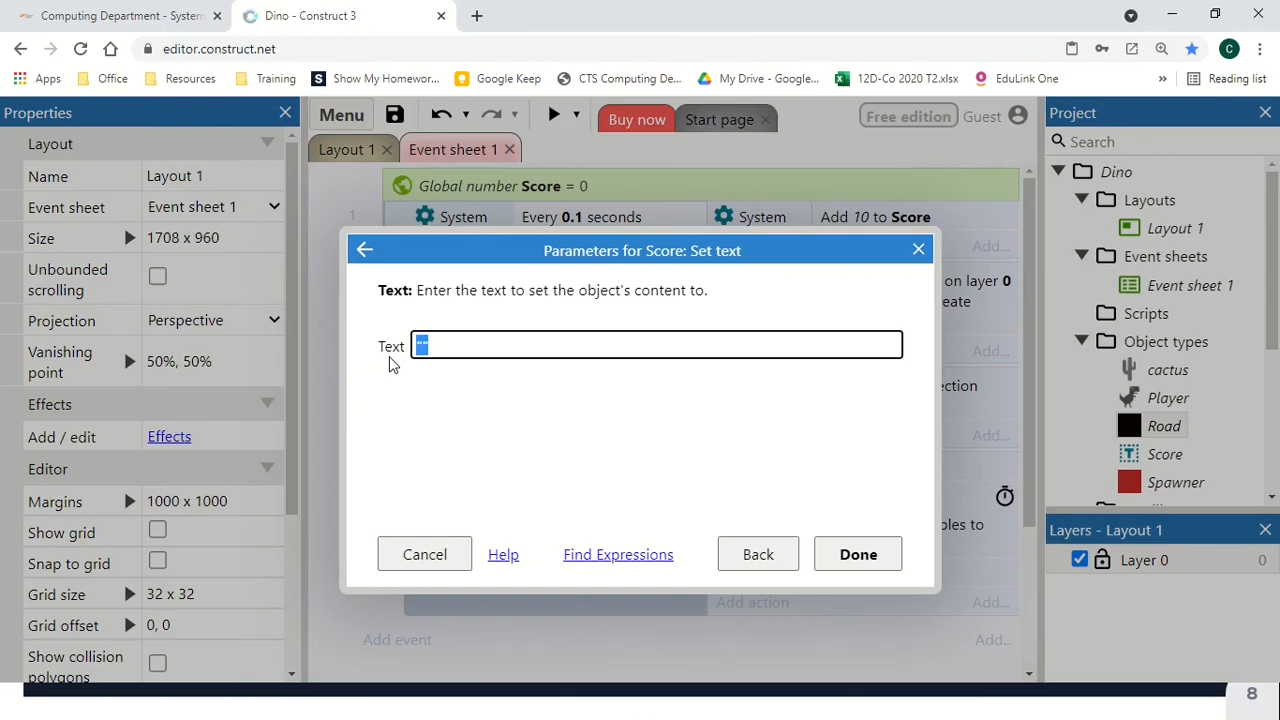 Computing Department - System
Dino - Construct 3
editor.construct.net
C
Apps
Office
Resources
Training
Show My Homewor...
Google Keep
CTS Computing De...
My Drive - Google...
12D-Co 2020 T2.xlsx
EduLink One
»
Reading list
Properties
Menu
Buy now
Start page
Free edition
Guest
Project
Layout
Layout 1
Event sheet 1
Search
Name
Layout 1
Event sheet
Event sheet 1
Size
1708 x 960
Unbounded
scrolling
Projection
Perspective
Vanishing
point
50%, 50%
Effects
Add / edit
Effects
Editor
Margins
1000 x 1000
Show grid
Snap to grid
Grid size
32 x 32
Grid offset
0, 0
Show collision
polygons
Global number Score = 0
1
System
Every 0.1 seconds
System
Add 10 to Score
Add...
on layer 0
create
Add...
ection
Add...
bles to
Add action
Add...
Add event
Add...
Parameters for Score: Set text
Text: Enter the text to set the object's content to.
Text
""
Cancel
Help
Find Expressions
Back
Done
Dino
Layouts
Layout 1
Event sheets
Event sheet 1
Scripts
Object types
cactus
Player
Road
Score
Spawner
Layers - Layout 1
Layer 0
0
8